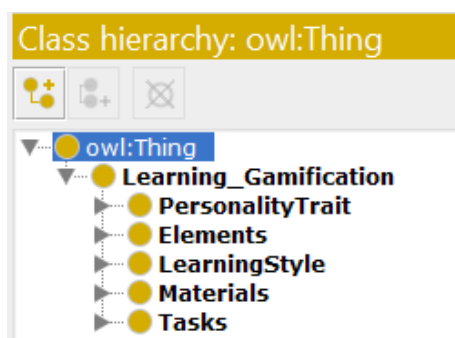 Class hierarchy: owl:Thing
owl:Thing
Learning_Gamification
PersonalityTrait
Elements
LearningStyle
Materials
Tasks